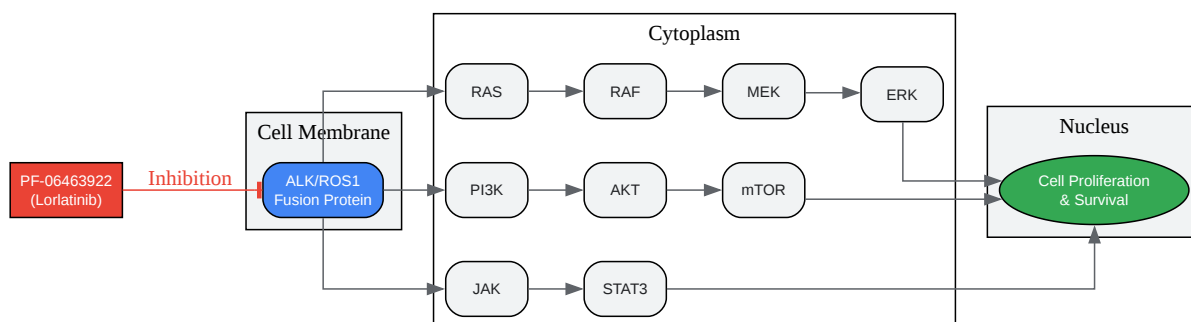 Cytoplasm
RAS
RAF
MEK
ERK
Cell Membrane
Nucleus
PF-06463922
(Lorlatinib)
Inhibition
ALK/ROS1
Fusion Protein
PI3K
AKT
mTOR
Cell Proliferation
& Survival
JAK
STAT3